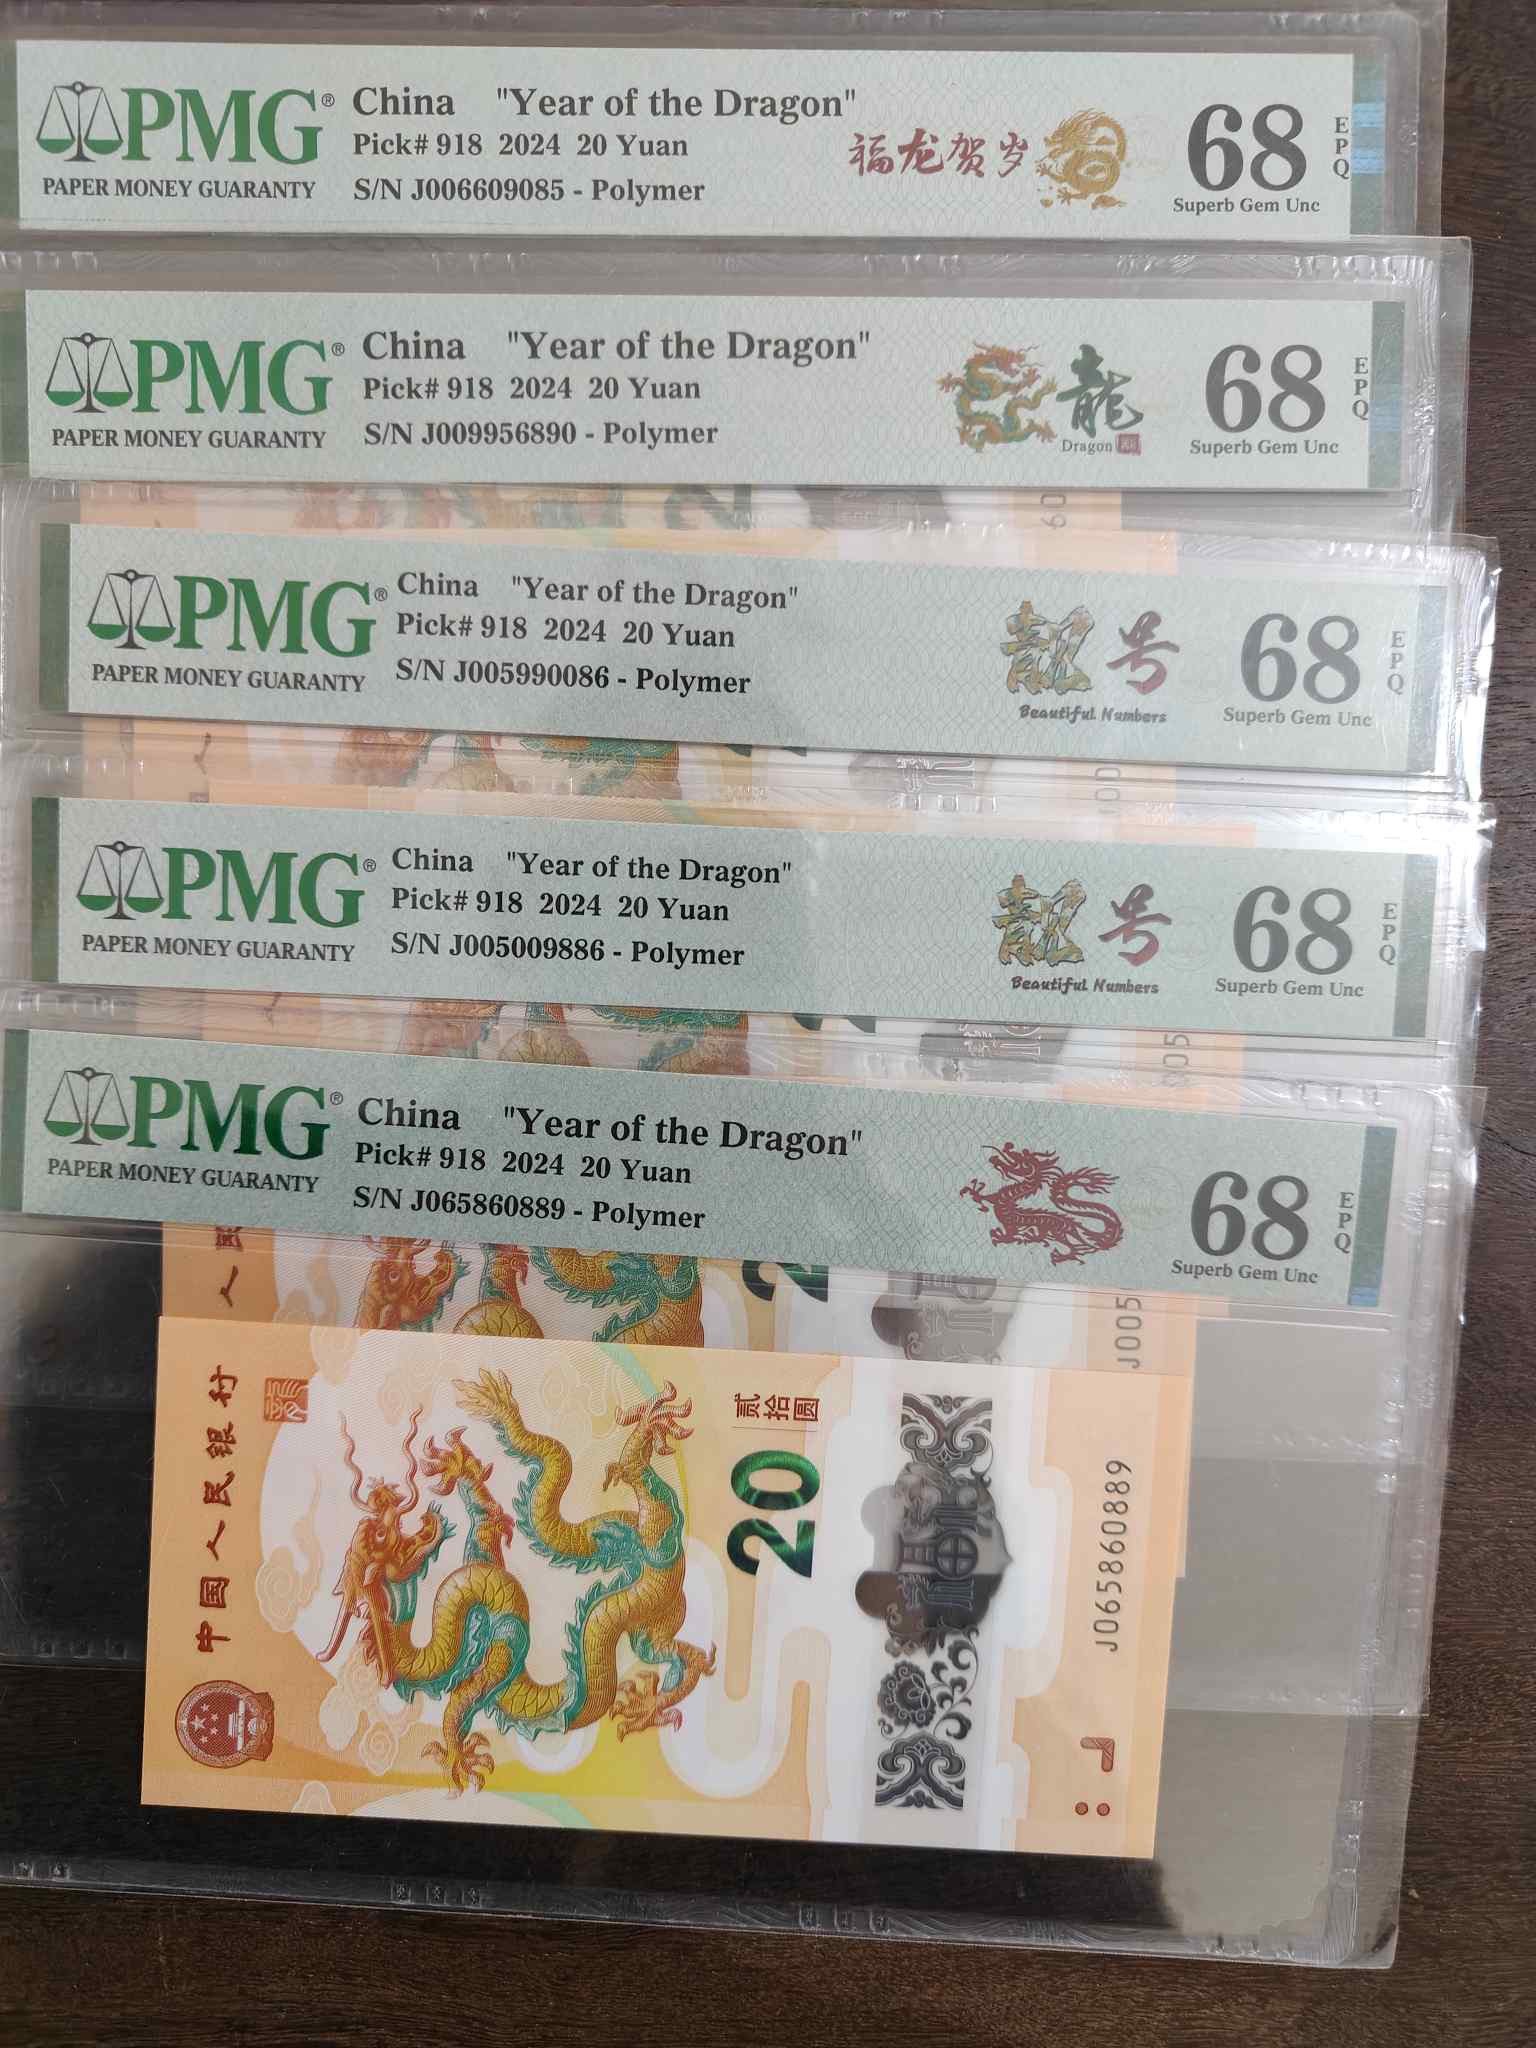 PMG®
PAPER MONEY GUARANTY
China "Year of the Dragon"
Pick# 918 2024 20 Yuan
S/N J006609085 - Polymer
福龙贺岁
68
EPQ
Superb Gem Unc
PMG®
PAPER MONEY GUARANTY
China "Year of the Dragon"
Pick# 918 2024 20 Yuan
S/N J009956890 - Polymer
龍
Dragon
68
EPQ
Superb Gem Unc
PMG®
PAPER MONEY GUARANTY
China "Year of the Dragon"
Pick# 918 2024 20 Yuan
S/N J005990086 - Polymer
靓号
Beautiful Numbers
68
EPQ
Superb Gem Unc
PMG®
PAPER MONEY GUARANTY
China "Year of the Dragon"
Pick# 918 2024 20 Yuan
S/N J005009886 - Polymer
靓号
Beautiful Numbers
68
EPQ
Superb Gem Unc
J005
PMG®
PAPER MONEY GUARANTY
China "Year of the Dragon"
Pick# 918 2024 20 Yuan
S/N J065860889 - Polymer
68
EPQ
Superb Gem Unc
中国人民银行
贰拾圆
20
J065860889